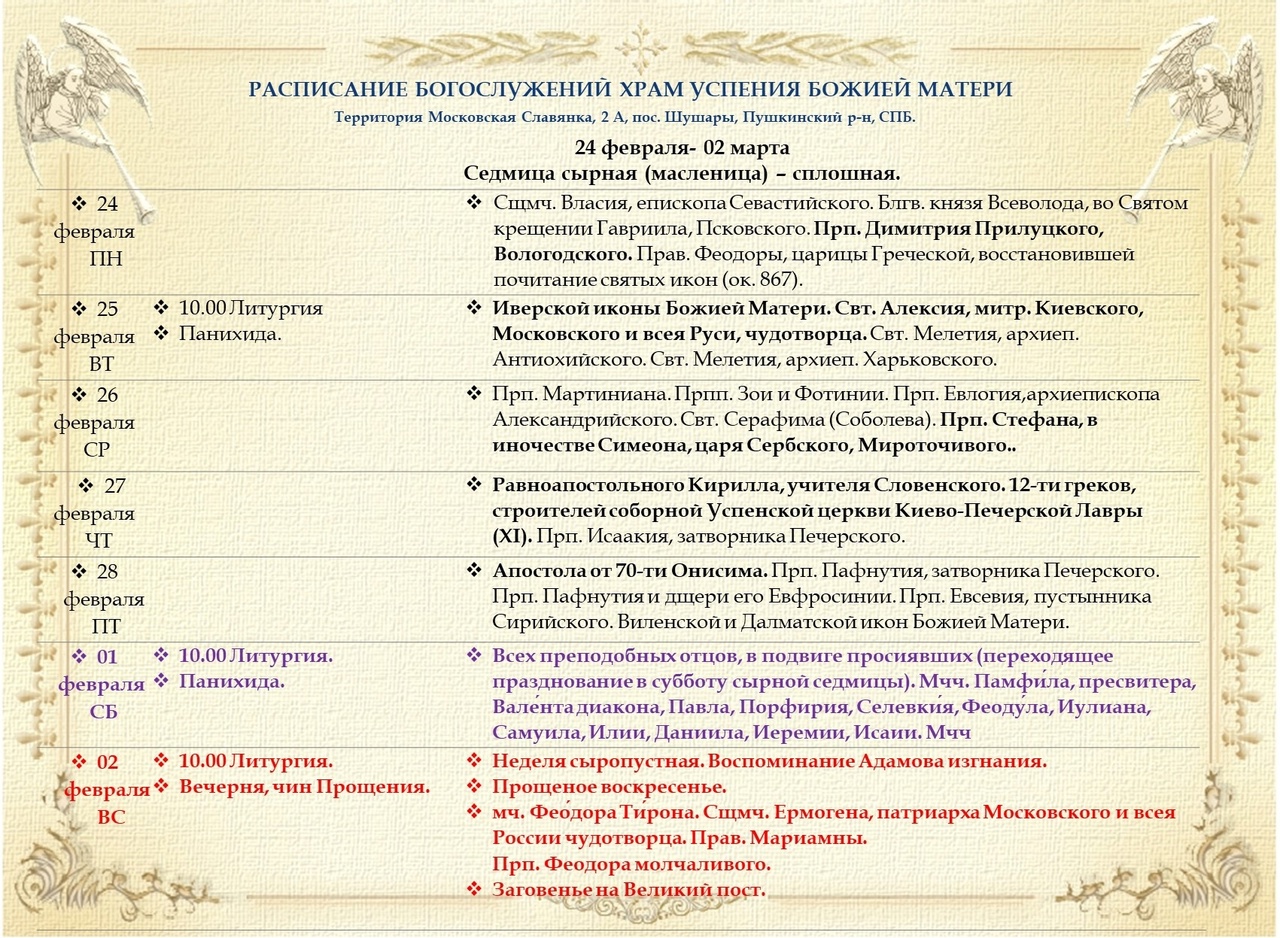 РАСПИСАНИЕ БОГОСЛУЖЕНИЙ ХРАМ УСПЕНИЯ БОЖИЕЙ МАТЕРИ
Территория Московская Славянка, 2 А, пос. Шушары, Пушкинский р-н, СПБ.
24 февраля- 02 марта
Седмица сырная (масленица) – сплошная.
❖ 24
февраля
ПН
❖ Сщмч. Власия, епископа Севастийского. Блгв. князя Всеволода, во Святом
крещении Гавриила, Псковского. Прп. Димитрия Прилуцкого,
Вологодского. Прав. Феодоры, царицы Греческой, восстановившей
почитание святых икон (ок. 867).
❖ 25
февраля
ВТ
❖ 10.00 Литургия
❖ Панихида.
❖ Иверской иконы Божией Матери. Свт. Алексия, митр. Киевского,
Московского и всея Руси, чудотворца. Свт. Мелетия, архиеп.
Антиохийского. Свт. Мелетия, архиеп. Харьковского.
❖ 26
февраля
СР
❖ Прп. Мартиниана. Прпп. Зои и Фотинии. Прп. Евлогия,архиепископа
Александрийского. Свт. Серафима (Соболева). Прп. Стефана, в
иночестве Симеона, царя Сербского, Мироточивого..
❖ 27
февраля
ЧТ
❖ Равноапостольного Кирилла, учителя Словенского. 12-ти греков,
строителей соборной Успенской церкви Киево-Печерской Лавры
(XI). Прп. Исаакия, затворника Печерского.
❖ 28
февраля
ПТ
❖ Апостола от 70-ти Онисима. Прп. Пафнутия, затворника Печерского.
Прп. Пафнутия и дщери его Евфросинии. Прп. Евсевия, пустынника
Сирийского. Виленской и Далматской икон Божией Матери.
❖ 01
февраля
СБ
❖ 10.00 Литургия.
❖ Панихида.
❖ Всех преподобных отцов, в подвиге просиявших (переходящее
празднование в субботу сырной седмицы). Мчч. Памфи́ла, пресвитера,
Вале́нта диакона, Павла, Порфирия, Селевки́я, Феоду́ла, Иулиана,
Самуила, Илии, Даниила, Иеремии, Исаии. Мчч
❖ 02
февраля
ВС
❖ 10.00 Литургия.
❖ Вечерня, чин Прощения.
❖ Неделя сыропустная. Воспоминание Адамова изгнания.
❖ Прощеное воскресенье.
❖ мч. Фео́дора Ти́рона. Сщмч. Ермогена, патриарха Московского и всея
России чудотворца. Прав. Мариамны.
Прп. Феодора молчаливого.
❖ Заговенье на Великий пост.